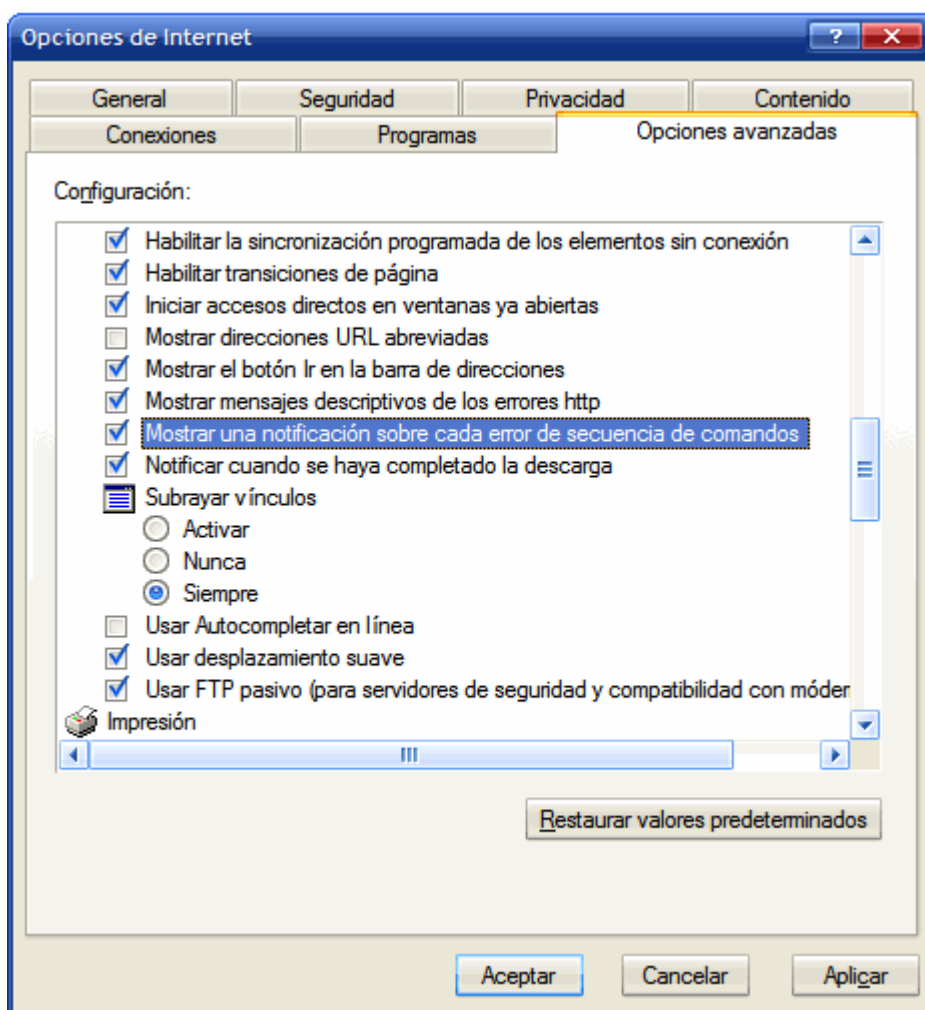 Opciones de Internet
General
Seguridad
Privacidad
Contenido
Conexiones
Programas
Opciones avanzadas
Configuración:
Habilitar la sincronización programada de los elementos sin conexión
Habilitar transiciones de página
Iniciar accesos directos en ventanas ya abiertas
Mostrar direcciones URL abreviadas
Mostrar el botón Ir en la barra de direcciones
Mostrar mensajes descriptivos de los errores http
Mostrar una notificación sobre cada error de secuencia de comandos
Notificar cuando se haya completado la descarga
Subrayar vínculos
Activar
Nunca
Siempre
Usar Autocompletar en línea
Usar desplazamiento suave
Usar FTP pasivo (para servidores de seguridad y compatibilidad con móder
Impresión
Restaurar valores predeterminados
Aceptar
Cancelar
Aplicar